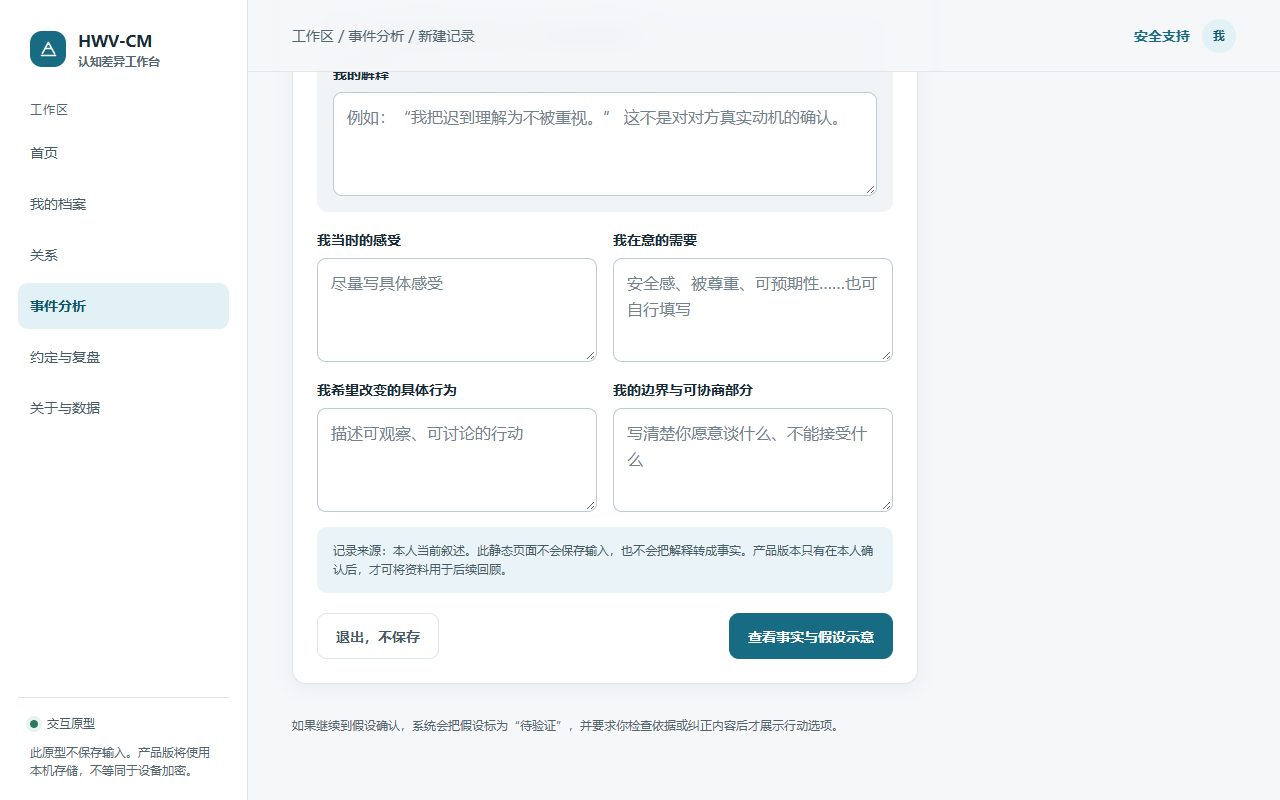 HWV-CM
认知差异工作台
工作区
首页
我的档案
关系
事件分析
约定与复盘
关于与数据
交互原型
此原型不保存输入。产品版将使用
本机存储，不等同于设备加密。
工作区 / 事件分析 / 新建记录
安全支持
我
我的解释
例如：“我把迟到理解为不被重视。” 这不是对对方真实动机的确认。
我当时的感受
我在意的需要
尽量写具体感受
安全感、被尊重、可预期性……也可
自行填写
我希望改变的具体行为
我的边界与可协商部分
描述可观察、可讨论的行动
写清楚你愿意谈什么、不能接受什
么
记录来源：本人当前叙述。此静态页面不会保存输入，也不会把解释转成事实。产品版本只有在本人确
认后，才可将资料用于后续回顾。
退出，不保存
查看事实与假设示意
如果继续到假设确认，系统会把假设标为“待验证”，并要求你检查依据或纠正内容后才展示行动选项。